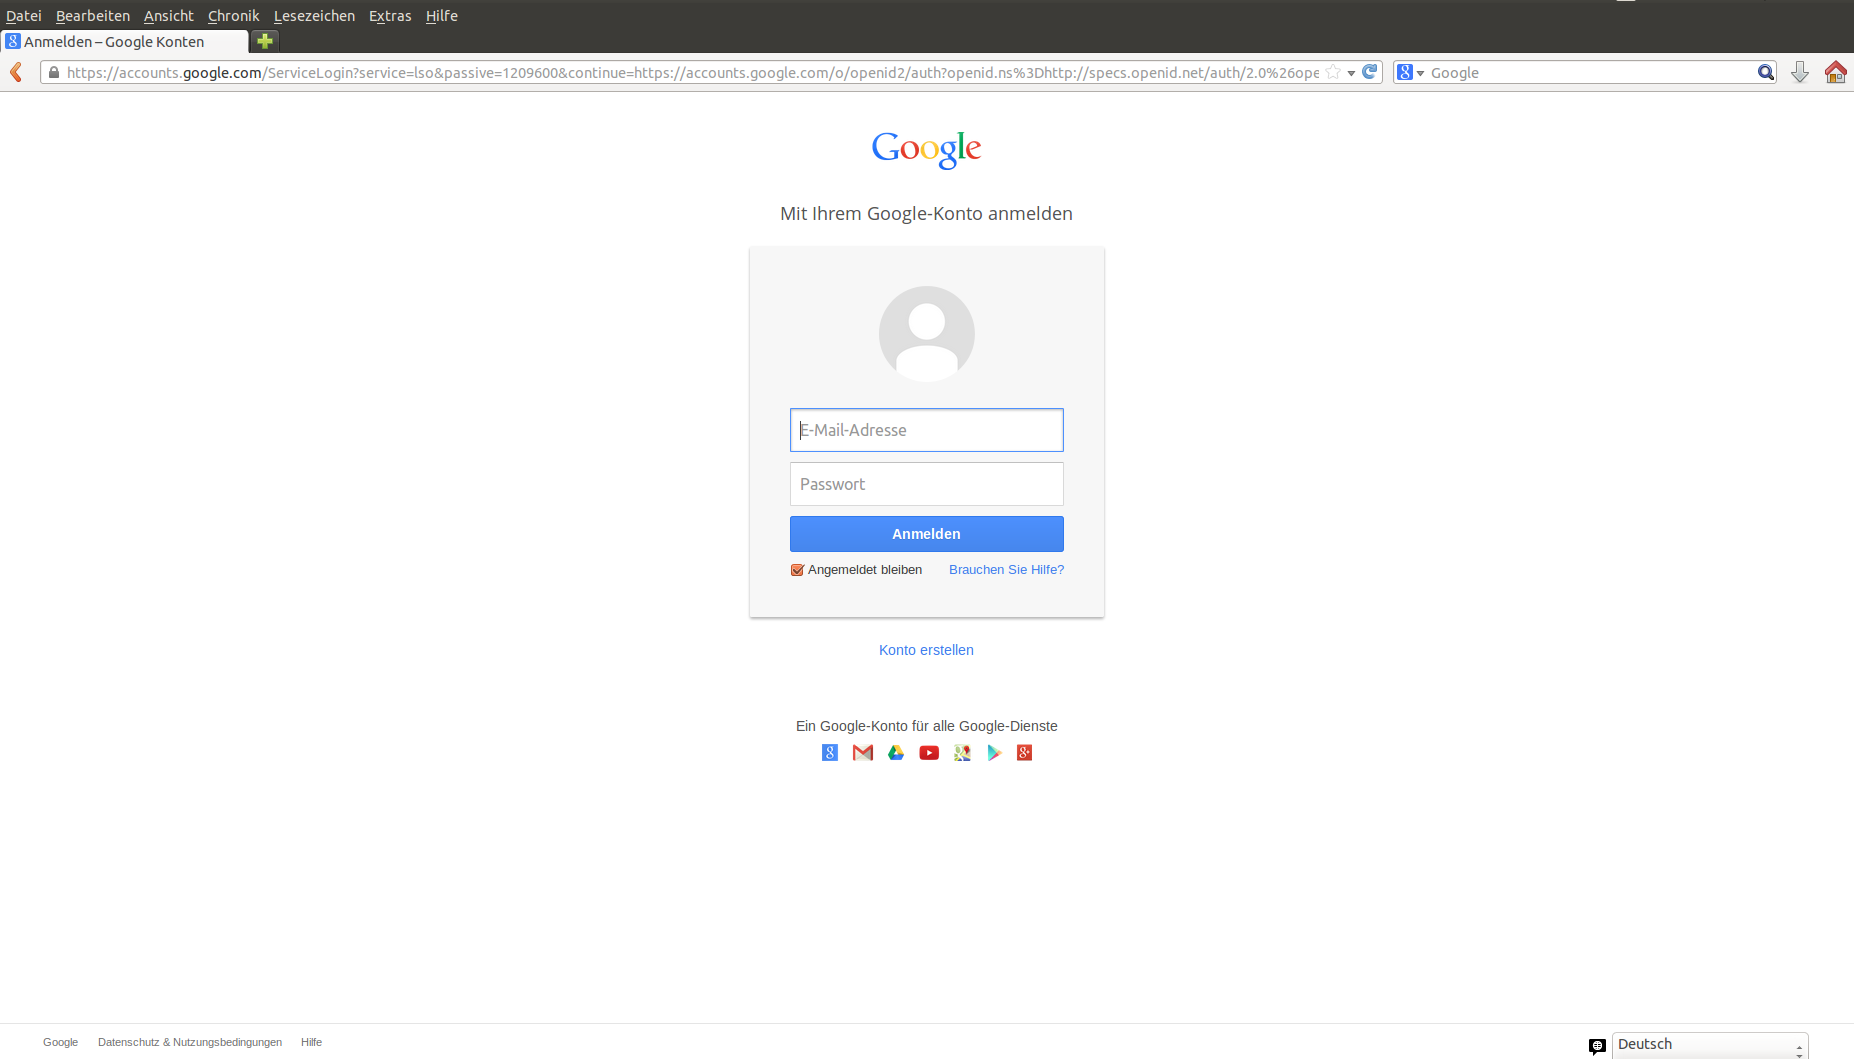 Datei Bearbeiten Ansicht Chronik Lesezeichen Extras Hilfe
Anmelden – Google Konten
https://accounts.google.com/ServiceLogin?service=lso&passive=1209600&continue=https://accounts.google.com/o/openid2/auth?openid.ns%3Dhttp://specs.openid.net/auth/2.0%26ope
Google
Google
Mit Ihrem Google-Konto anmelden
E-Mail-Adresse
Passwort
Anmelden
Angemeldet bleiben Brauchen Sie Hilfe?
Konto erstellen
Ein Google-Konto für alle Google-Dienste
Google Datenschutz & Nutzungsbedingungen Hilfe
Deutsch